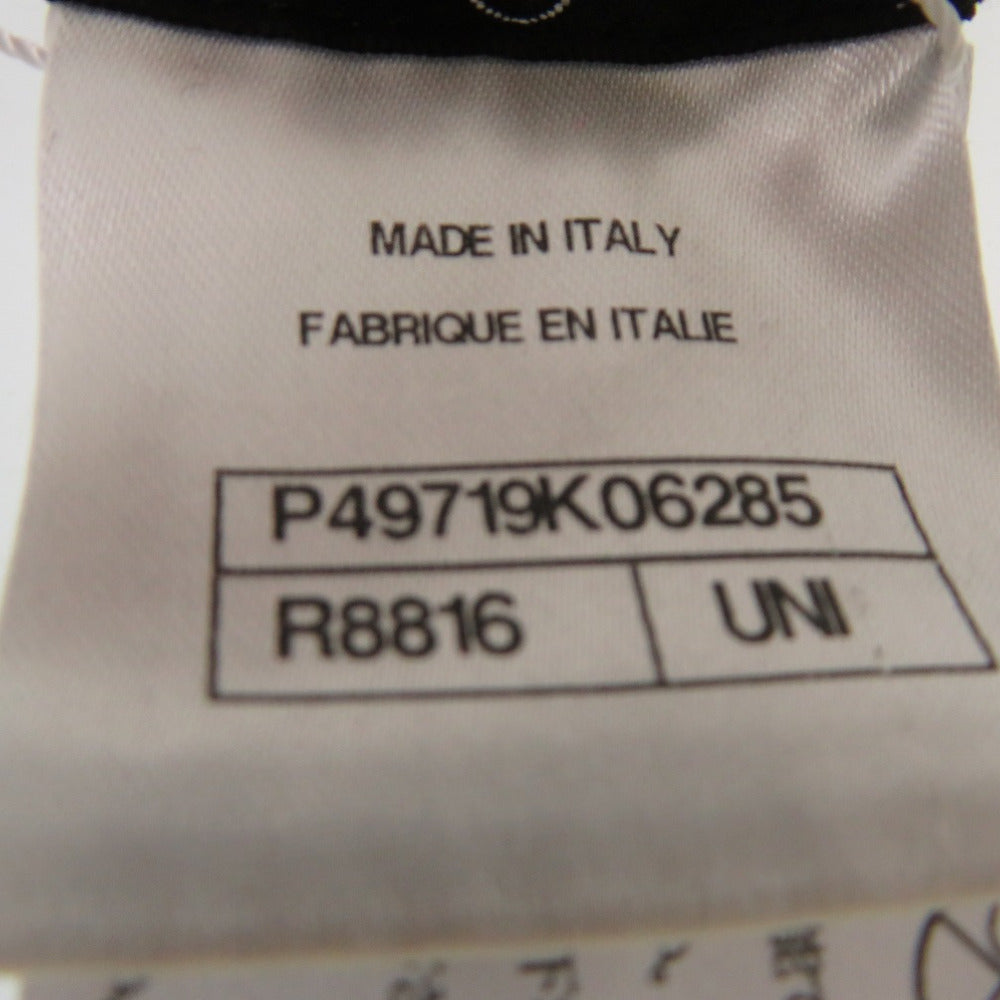 MADE IN ITALY
FABRIQUE EN ITALIE
P49719K06285
R8816 UNI